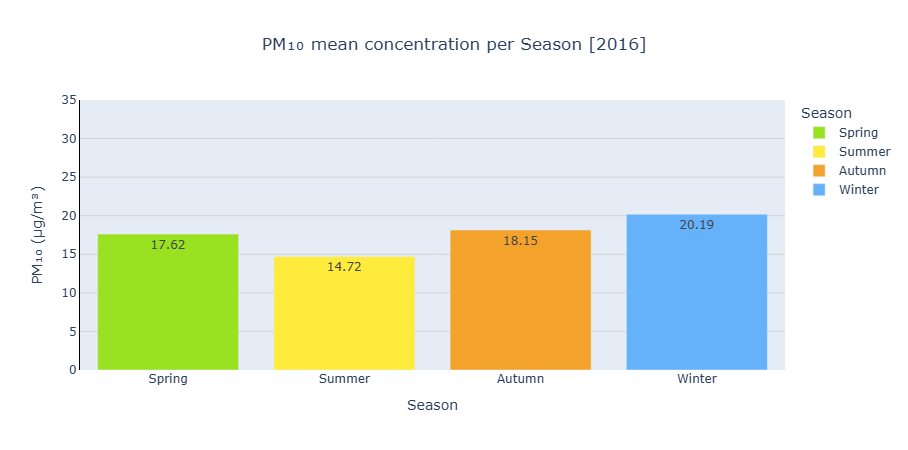 PM₁₀ mean concentration per Season [2016]
35
30
25
20
15
10
5
0
PM₁₀ (µg/m³)
17.62
14.72
18.15
20.19
Spring
Summer
Autumn
Winter
Season
Season
Spring
Summer
Autumn
Winter